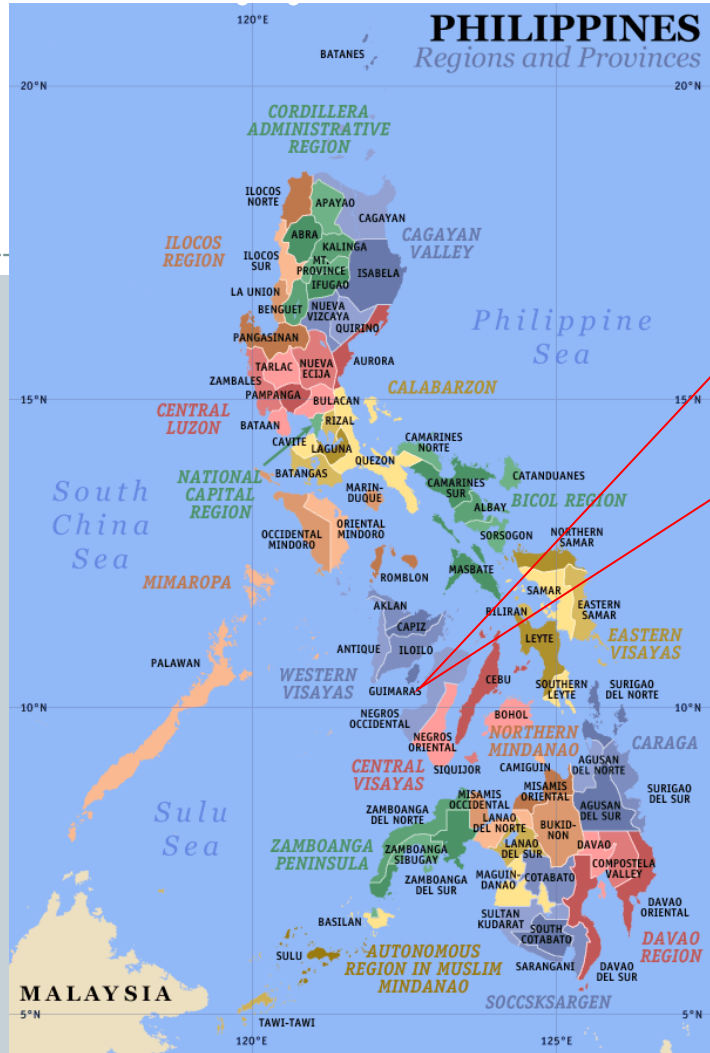 PHILIPPINES
Regions and Provinces
120°E
BATANES
20°N
20°N
CORDILLERA
ADMINISTRATIVE
REGION
ILOCOS
NORTE
APAYAO
CAGAYAN
ABRA
KALINGA
CAGAYAN
VALLEY
ILOCOS
REGION
ILOCOS
SUR
MT.
PROVINCE
ISABELA
IFUGAO
LA UNION
BENGUET
NUEVA
VIZCAYA
QUIRINO
Philippine
Sea
PANGASINAN
AURORA
TARLAC
NUEVA
ECIJA
ZAMBALES
PAMPANGA
BULACAN
CALABARZON
15°N
15°N
CENTRAL
LUZON
BATAAN
RIZAL
CAVITE
LAGUNA
QUEZON
CAMARINES
NORTE
NATIONAL
CAPITAL
REGION
BATANGAS
CATANDUANES
CAMARINES
SUR
MARIN-
DUQUE
ALBAY
BICOL REGION
South
China
Sea
OCCIDENTAL
MINDORO
ORIENTAL
MINDORO
SORSOGON
NORTHERN
SAMAR
MASBATE
MIMAROPA
ROMBLON
SAMAR
AKLAN
BILIRAN
EASTERN
SAMAR
CAPIZ
ANTIQUE
ILOILO
LEYTE
EASTERN
VISAYAS
PALAWAN
WESTERN
VISAYAS
GUIMARAS
CEBU
SOUTHERN
LEYTE
SURIGAO
DEL NORTE
10°N
10°N
NEGROS
OCCIDENTAL
BOHOL
NEGROS
ORIENTAL
NORTHERN
MINDANAO
CARAGA
CENTRAL
VISAYAS
SIQUIJOR
CAMIGUIN
AGUSAN
DEL NORTE
MISAMIS
ORIENTAL
SURIGAO
DEL SUR
MISAMIS
OCCIDENTAL
Sulu
Sea
ZAMBOANGA
DEL NORTE
LANAO
DEL NORTE
BUKID-
NON
AGUSAN
DEL SUR
ZAMBOANGA
PENINSULA
ZAMBOANGA
SIBUGAY
LANAO
DEL SUR
DAVAO
COMPOSTELA
VALLEY
ZAMBOANGA
DEL SUR
MAGUIN-
DANAO
COTABATO
DAVAO
ORIENTAL
BASILAN
SULTAN
KUDARAT
SOUTH
COTABATO
DAVAO
REGION
SULU
AUTONOMOUS
REGION IN MUSLIM
MINDANAO
SARANGANI
DAVAO
DEL SUR
MALAYSIA
SOCCSKSARGEN
5°N
5°N
TAWI-TAWI
120°E
125°E